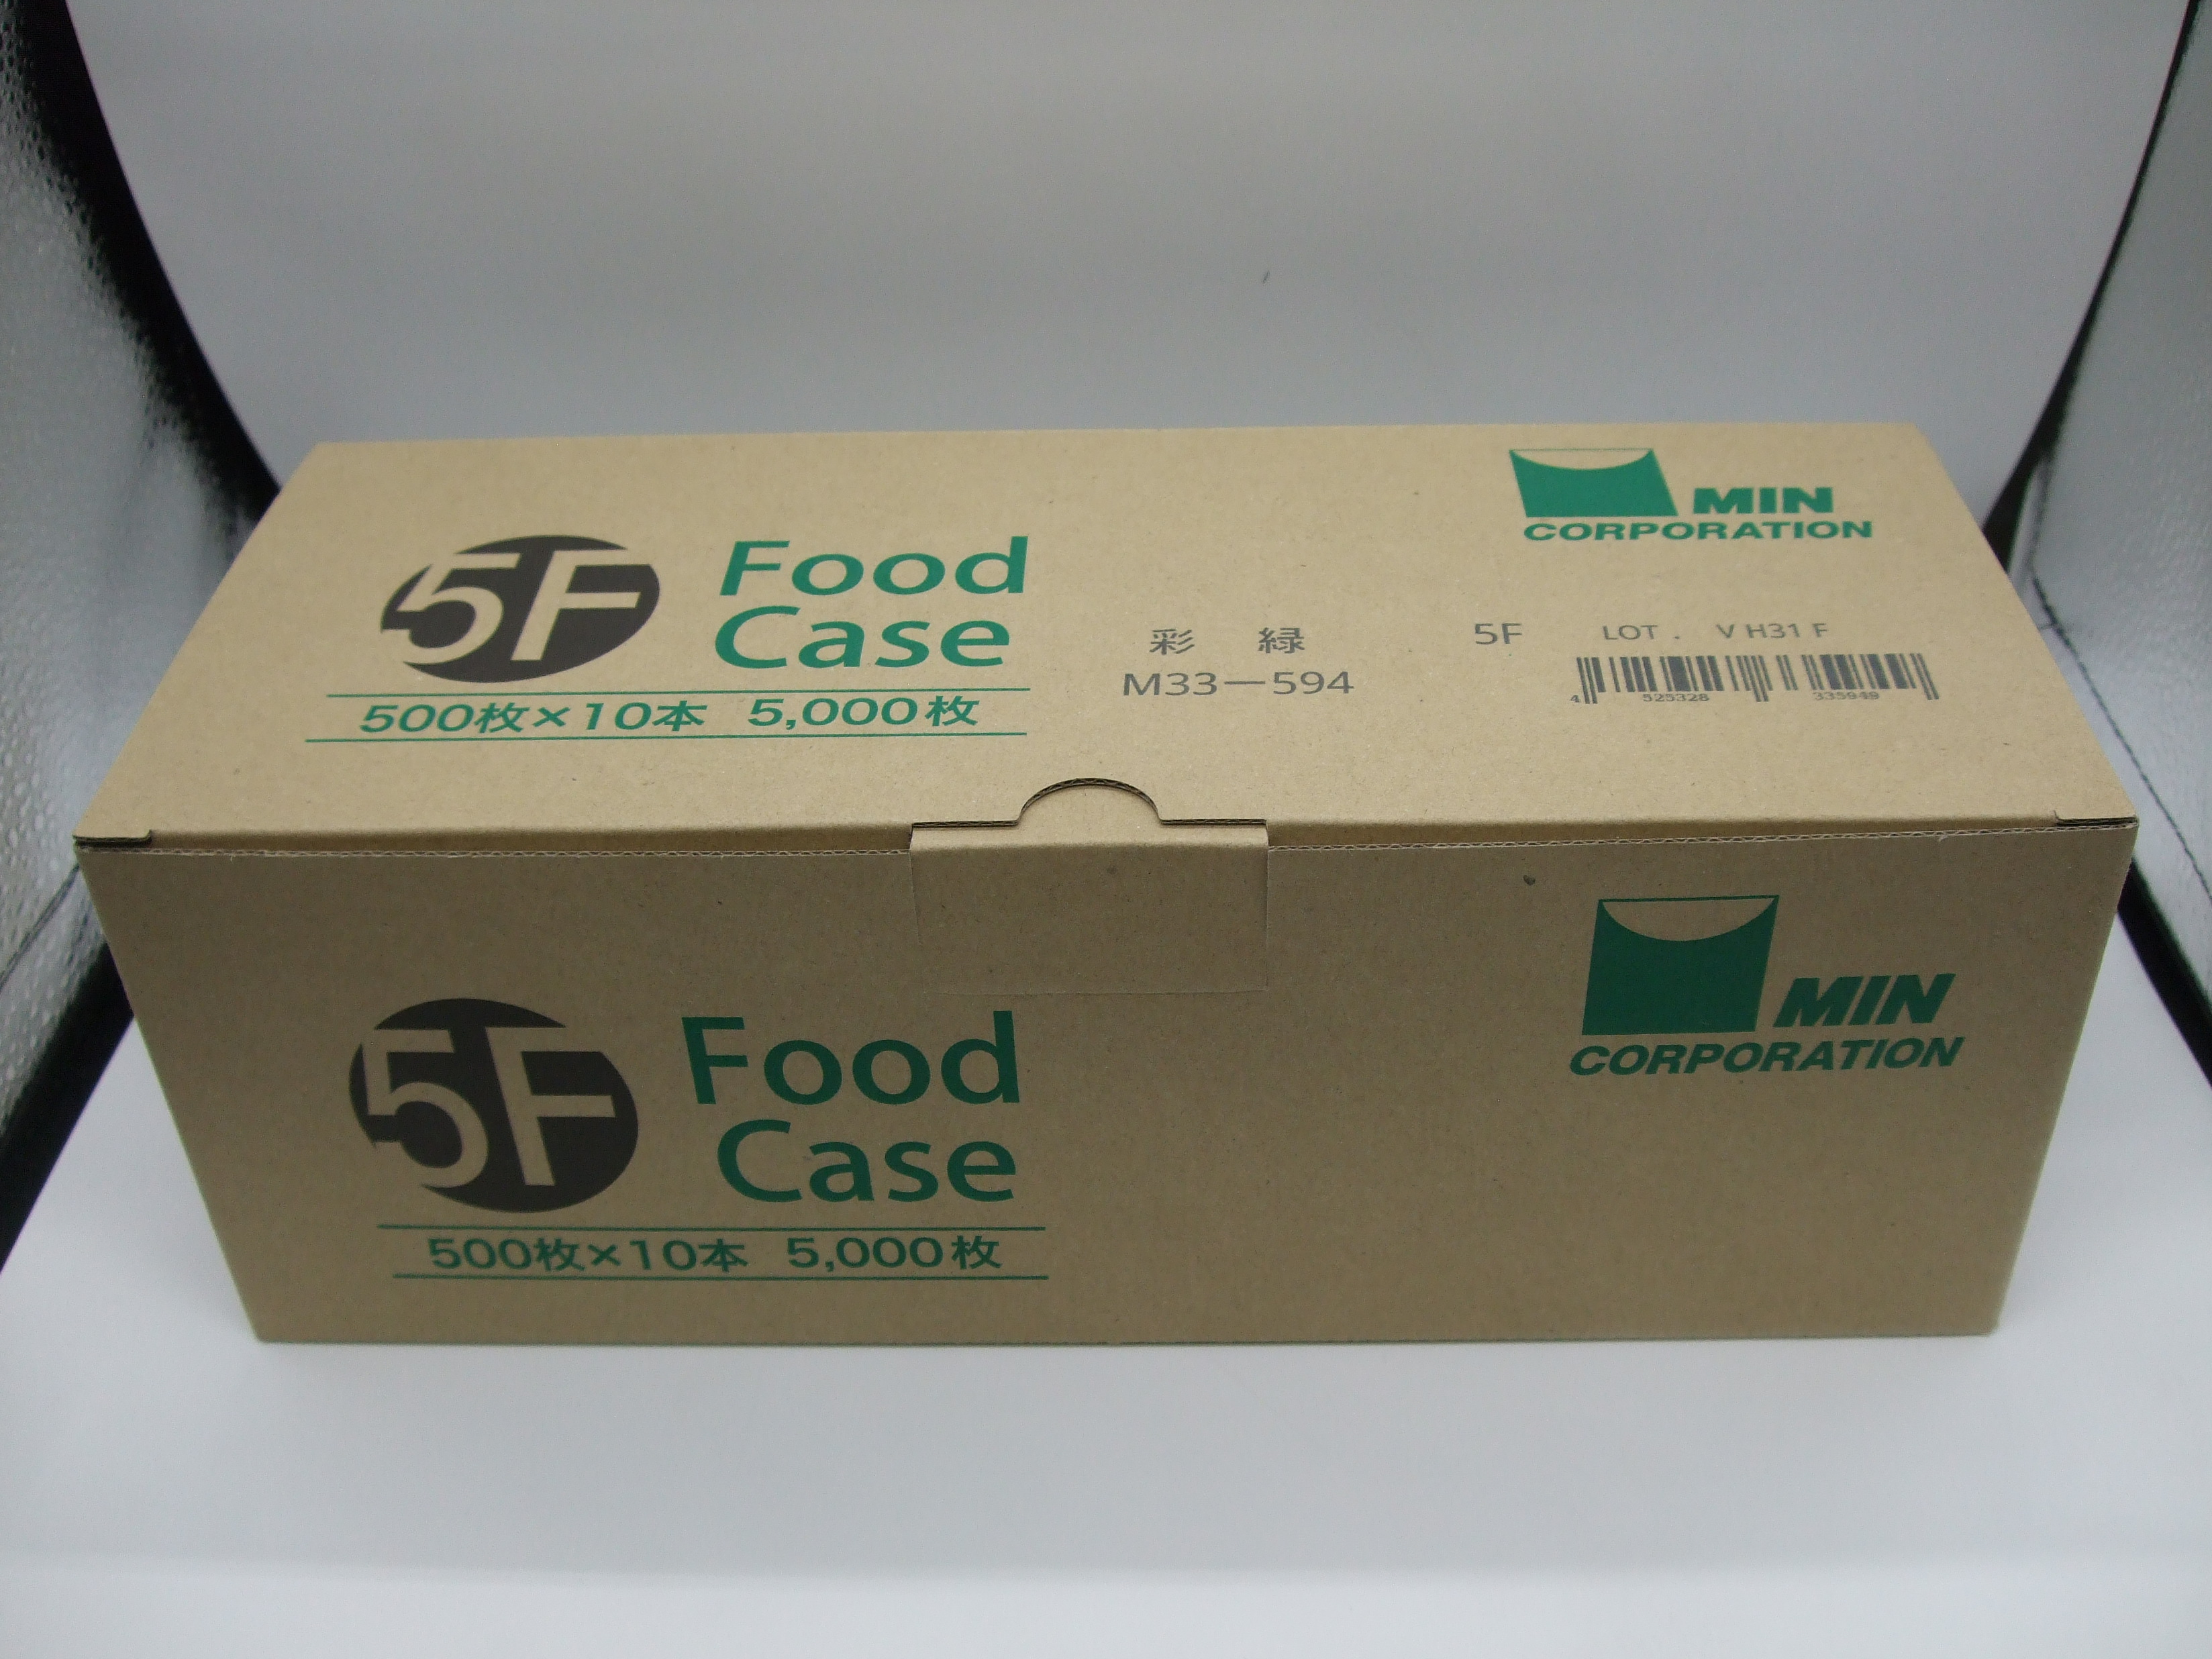 MIN
CORPORATION
5F
Food
Case
500枚×10本 5,000枚
彩 緑
M33-594
5F
LOT. VH31F
4 525328 335949
MIN
CORPORATION
5F
Food
Case
500枚×10本 5,000枚